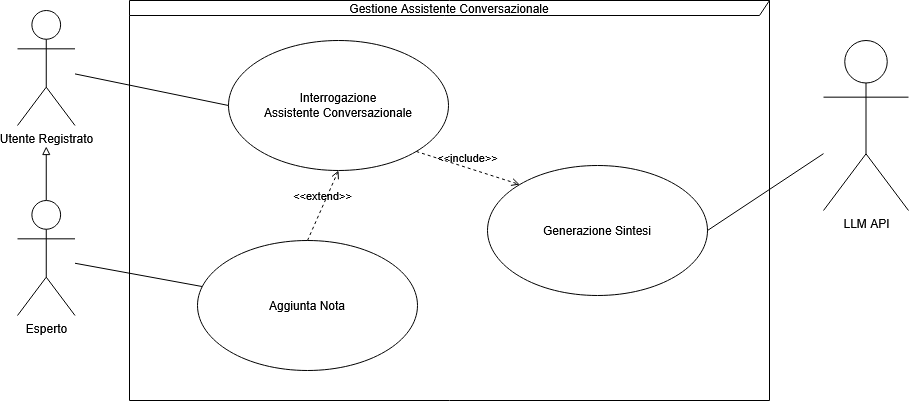 Gestione Assistente Conversazionale
Utente Registrato
Interrogazione
Assistente Conversazionale
<<include>>
<<extend>>
Generazione Sintesi
LLM API
Aggiunta Nota
Esperto